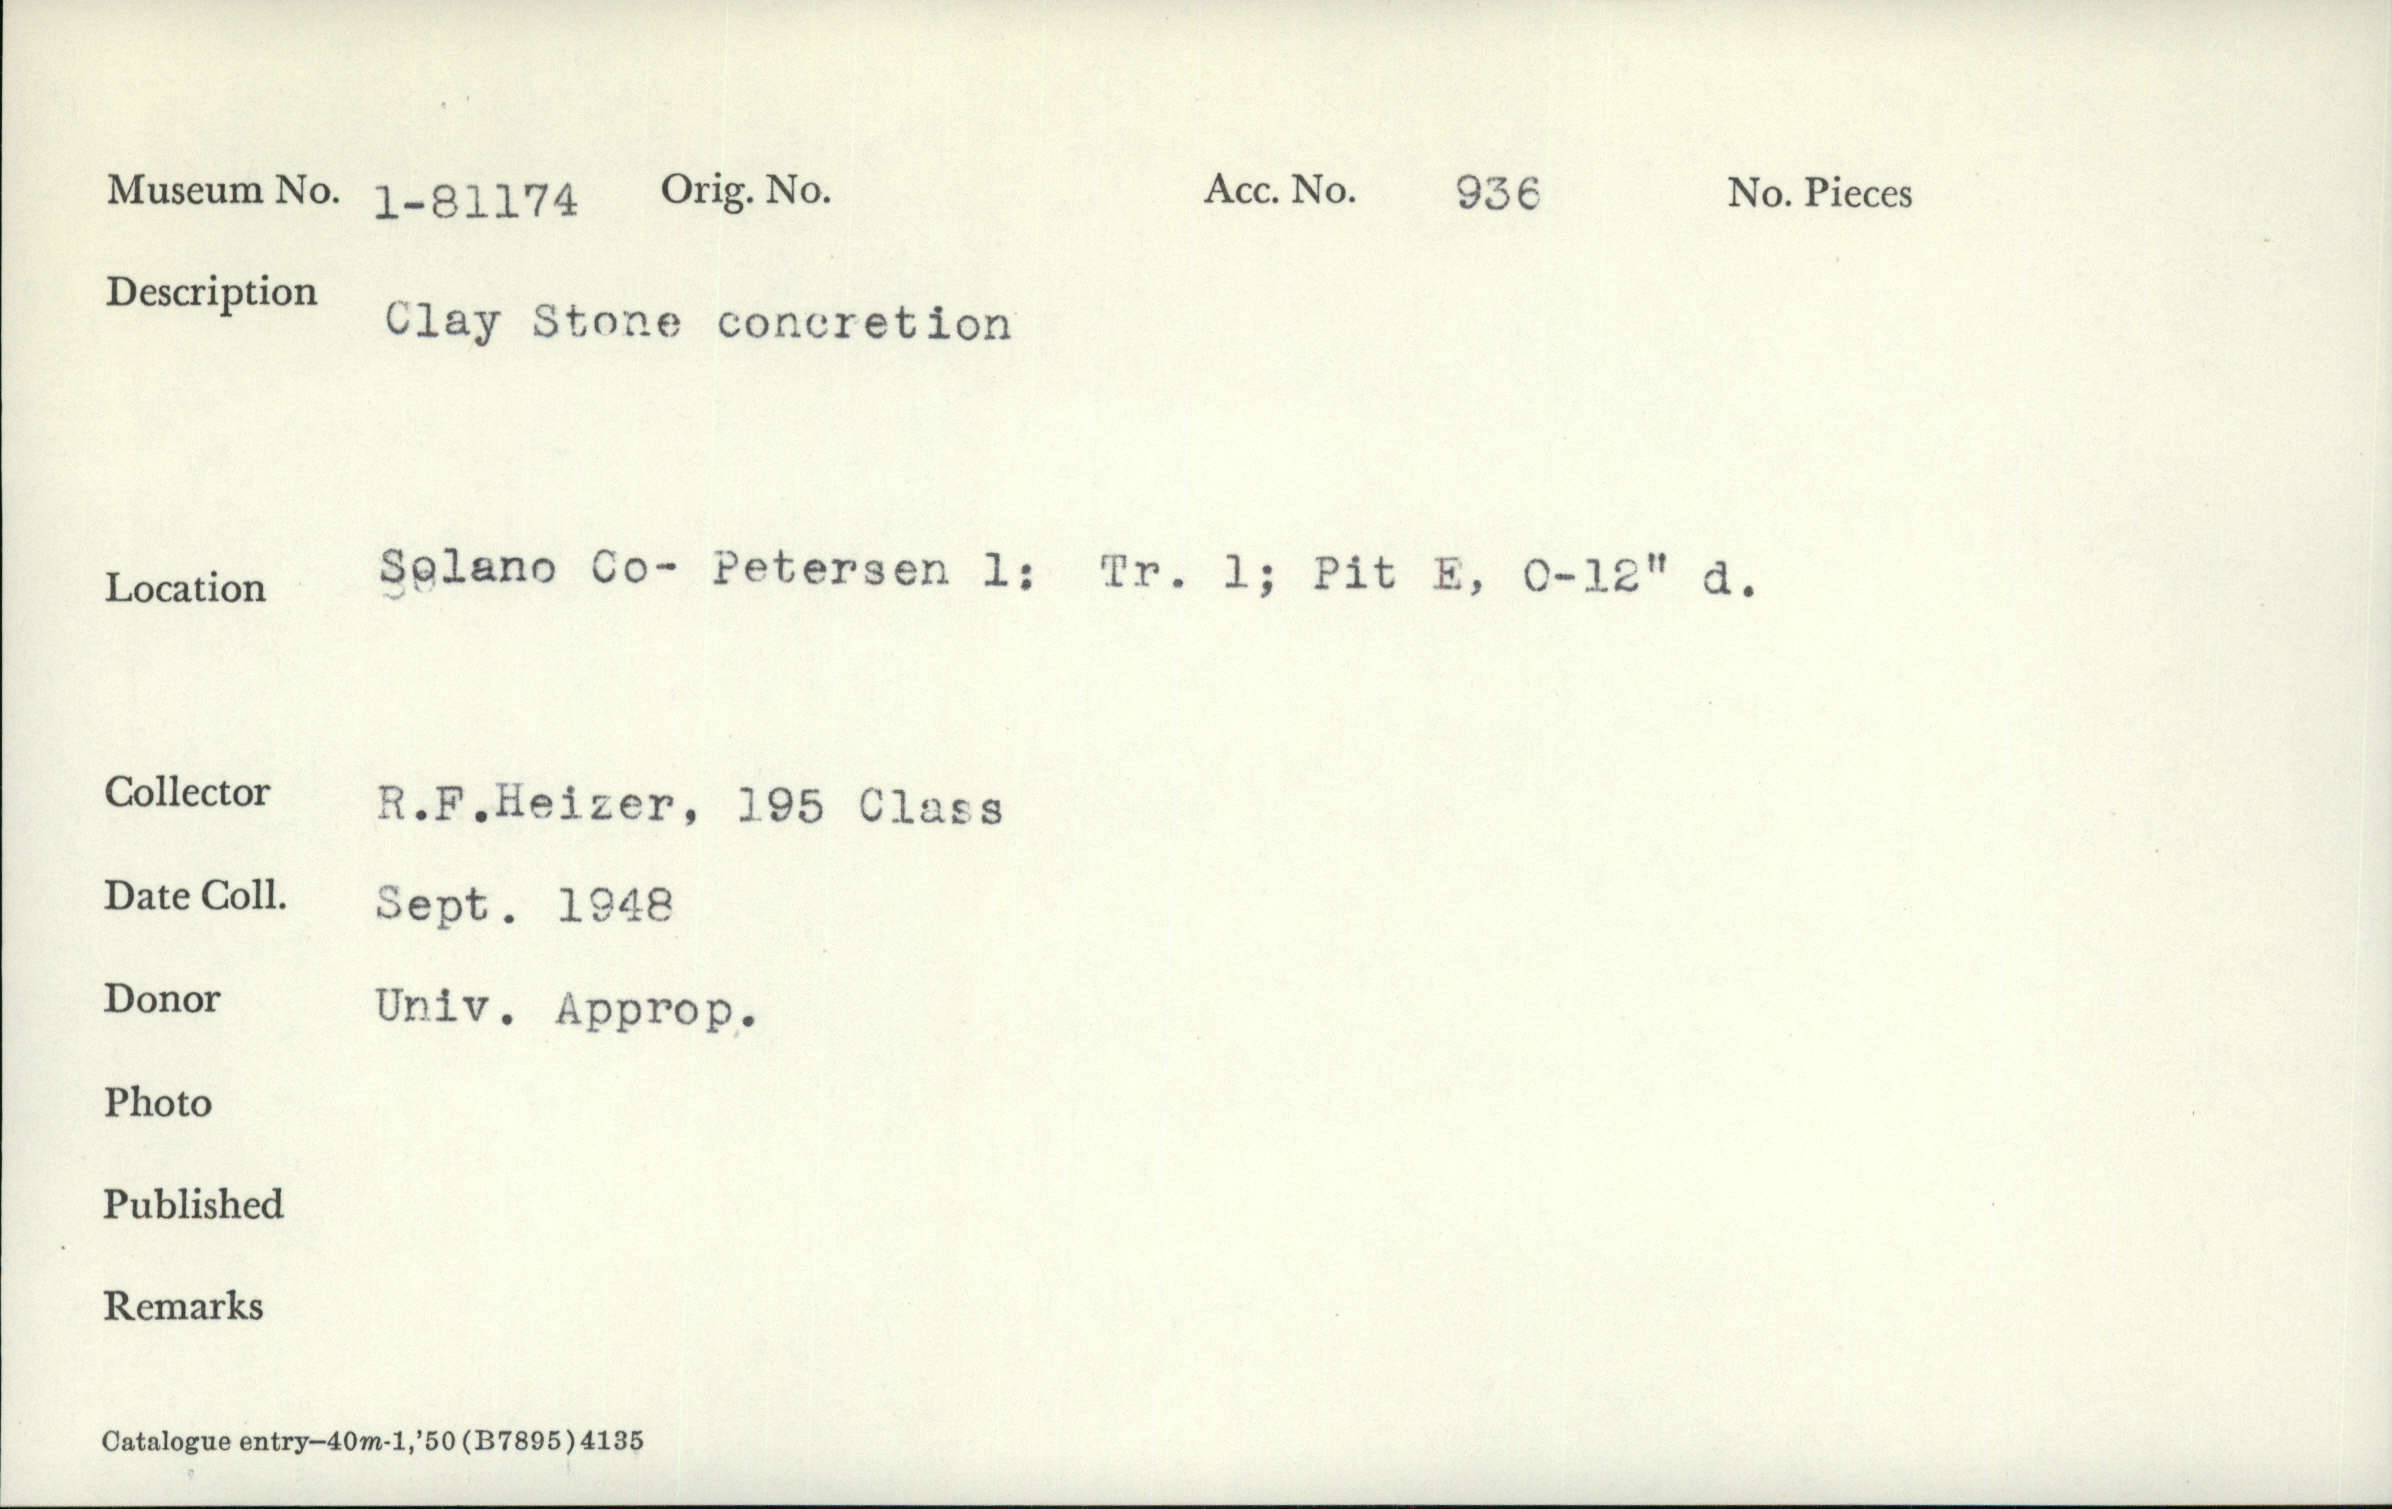 Museum No. 1-81174 Orig. No. Acc. No. 936 No. Pieces
Description Clay Stone concretion
Location Solano Co- Petersen 1: Tr. 1; Pit E, 0-12" d.
Collector R.F.Heizer, 195 Class
Date Coll. Sept. 1948
Donor Univ. Approp.
Photo
Published
Remarks
Catalogue entry—40m-1,'50(B7895)4135